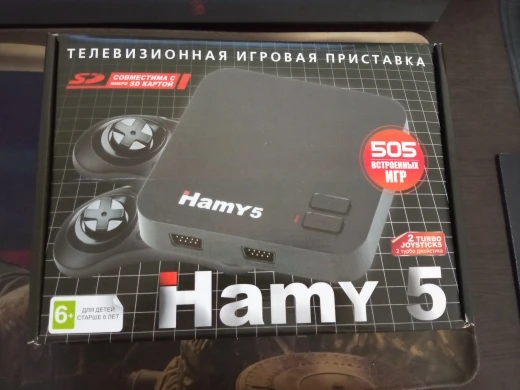 ТЕЛЕВИЗИОННАЯ ИГРОВАЯ ПРИСТАВКА
SD
СОВМЕСТИМА С
МИКРО SD КАРТОЙ
505
ВСТРОЕННЫХ
ИГР
HamY5
2 TURBO
JOYSTICKS
2 турбо джойстика
HamY 5
6+
ДЛЯ ДЕТЕЙ
СТАРШЕ 6 ЛЕТ